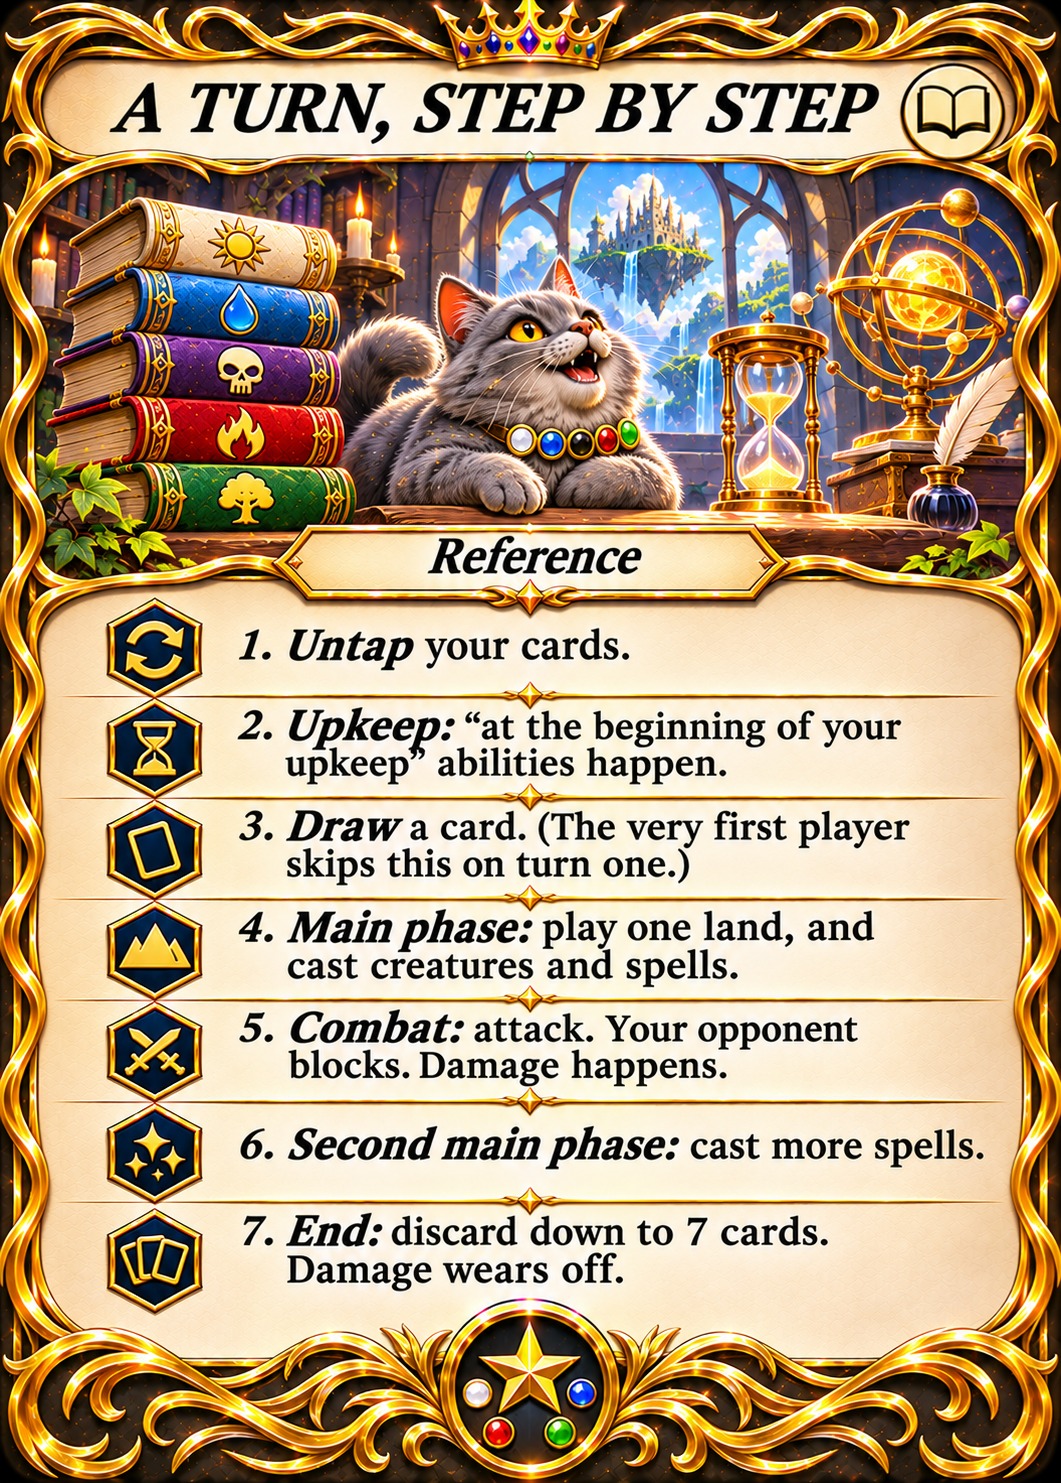 A TURN, STEP BY STEP
Reference
1. Untap your cards.
2. Upkeep: “at the beginning of your
upkeep” abilities happen.
3. Draw a card. (The very first player
skips this on turn one.)
4. Main phase: play one land, and
cast creatures and spells.
5. Combat: attack. Your opponent
blocks. Damage happens.
6. Second main phase: cast more spells.
7. End: discard down to 7 cards.
Damage wears off.